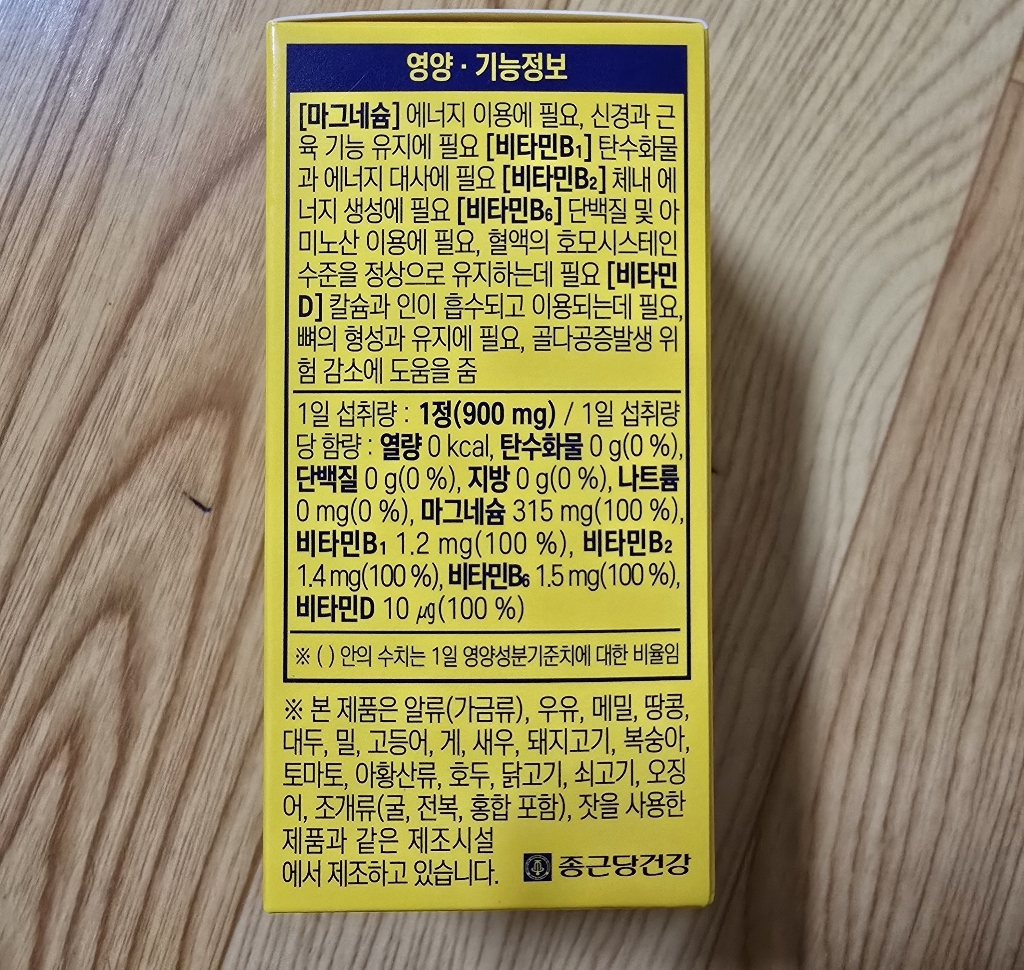 영양 · 기능정보
[마그네슘] 에너지 이용에 필요, 신경과 근
육 기능 유지에 필요 [비타민B₁] 탄수화물
과 에너지 대사에 필요 [비타민B₂] 체내 에
너지 생성에 필요 [비타민B₆] 단백질 및 아
미노산 이용에 필요, 혈액의 호모시스테인
수준을 정상으로 유지하는데 필요 [비타민
D] 칼슘과 인이 흡수되고 이용되는데 필요,
뼈의 형성과 유지에 필요, 골다공증발생 위
험 감소에 도움을 줌
1일 섭취량 : 1정(900 mg) / 1일 섭취량
당 함량 : 열량 0 kcal, 탄수화물 0 g(0 %),
단백질 0 g(0 %), 지방 0 g(0 %), 나트륨
0 mg(0 %), 마그네슘 315 mg(100 %),
비타민B₁ 1.2 mg(100 %), 비타민B₂
1.4 mg(100 %), 비타민B₆ 1.5 mg(100 %),
비타민D 10 ㎍(100 %)
※ ( ) 안의 수치는 1일 영양성분기준치에 대한 비율임
※ 본 제품은 알류(가금류), 우유, 메밀, 땅콩,
대두, 밀, 고등어, 게, 새우, 돼지고기, 복숭아,
토마토, 아황산류, 호두, 닭고기, 쇠고기, 오징
어, 조개류(굴, 전복, 홍합 포함), 잣을 사용한
제품과 같은 제조시설
에서 제조하고 있습니다.
종근당건강